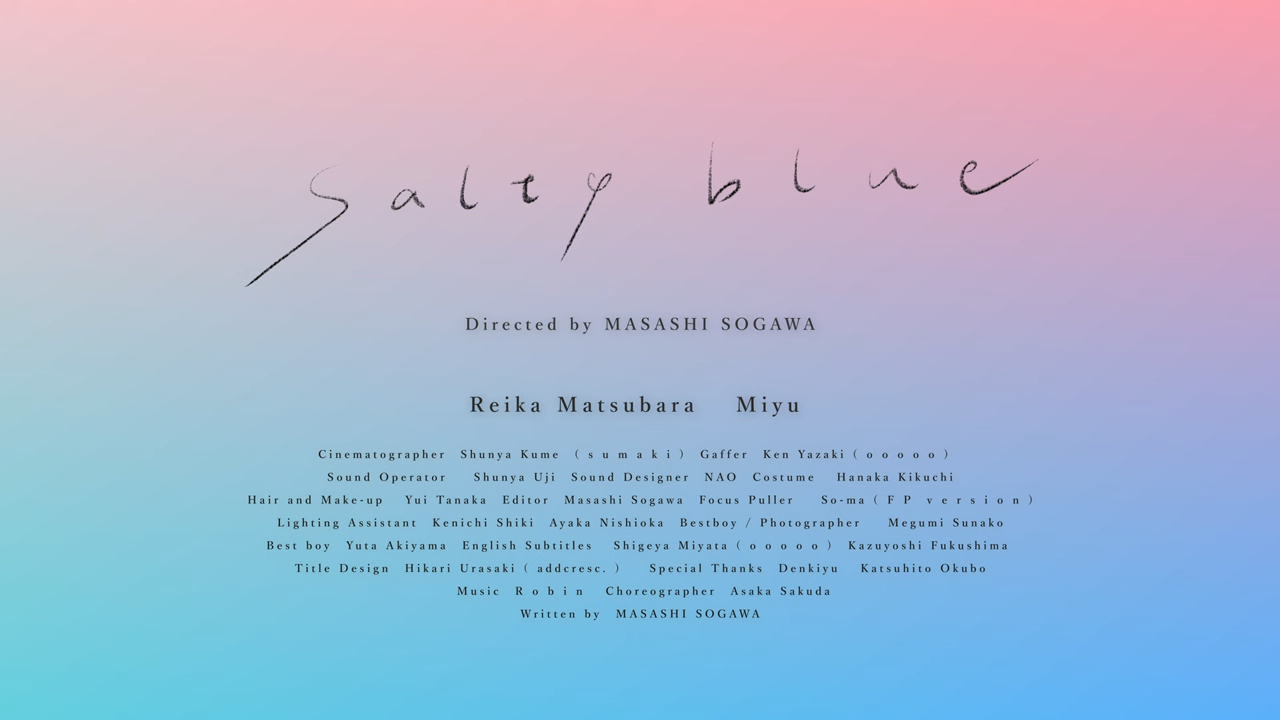 Salty blue
Directed by MASASHI SOGAWA
Reika Matsubara Miyu
Cinematographer Shunya Kume ( s u m a k i ) Gaffer Ken Yazaki ( o o o o o )
Sound Operator Shunya Uji Sound Designer NAO Costume Hanaka Kikuchi
Hair and Make-up Yui Tanaka Editor Masashi Sogawa Focus Puller So-ma ( F P v e r s i o n )
Lighting Assistant Kenichi Shiki Ayaka Nishioka Bestboy / Photographer Megumi Sunako
Best boy Yuta Akiyama English Subtitles Shigeya Miyata ( o o o o o ) Kazuyoshi Fukushima
Title Design Hikari Urasaki ( addcresc. ) Special Thanks Denkiyu Katsuhito Okubo
Music R o b i n Choreographer Asaka Sakuda
Written by MASASHI SOGAWA